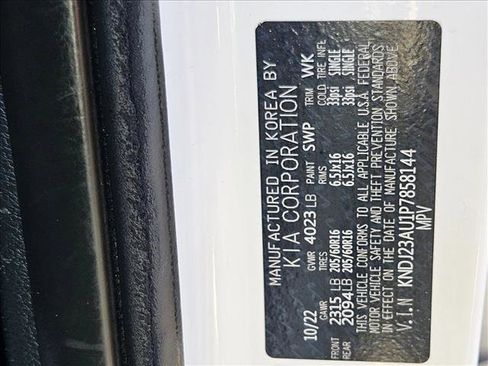 MANUFACTURED IN KOREA BY
KIA CORPORATION
10/22 GVWR 4023 LB PAINT SWP TRIM WK
GAWR TIRES RIMS COLD TIRE INFL
FRONT 2315 LB 205/60R16 6.5Jx16 33psi SINGLE
REAR 2094 LB 205/60R16 6.5Jx16 33psi SINGLE
THIS VEHICLE CONFORMS TO ALL APPLICABLE U.S.A. FEDERAL
MOTOR VEHICLE SAFETY AND THEFT PREVENTION STANDARDS
IN EFFECT ON THE DATE OF MANUFACTURE SHOWN ABOVE
V.I.N KNDJ23AU1P7858144
MPV